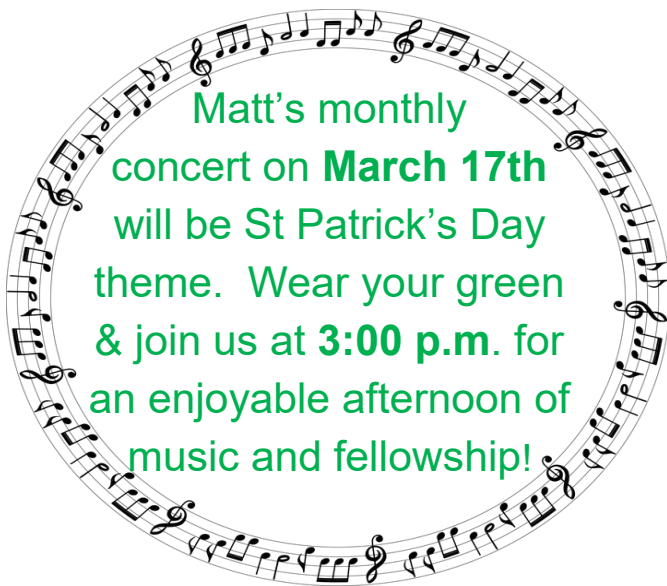 Matt’s monthly
concert on March 17th
will be St Patrick’s Day
theme.  Wear your green
& join us at 3:00 p.m. for
an enjoyable afternoon of
music and fellowship!